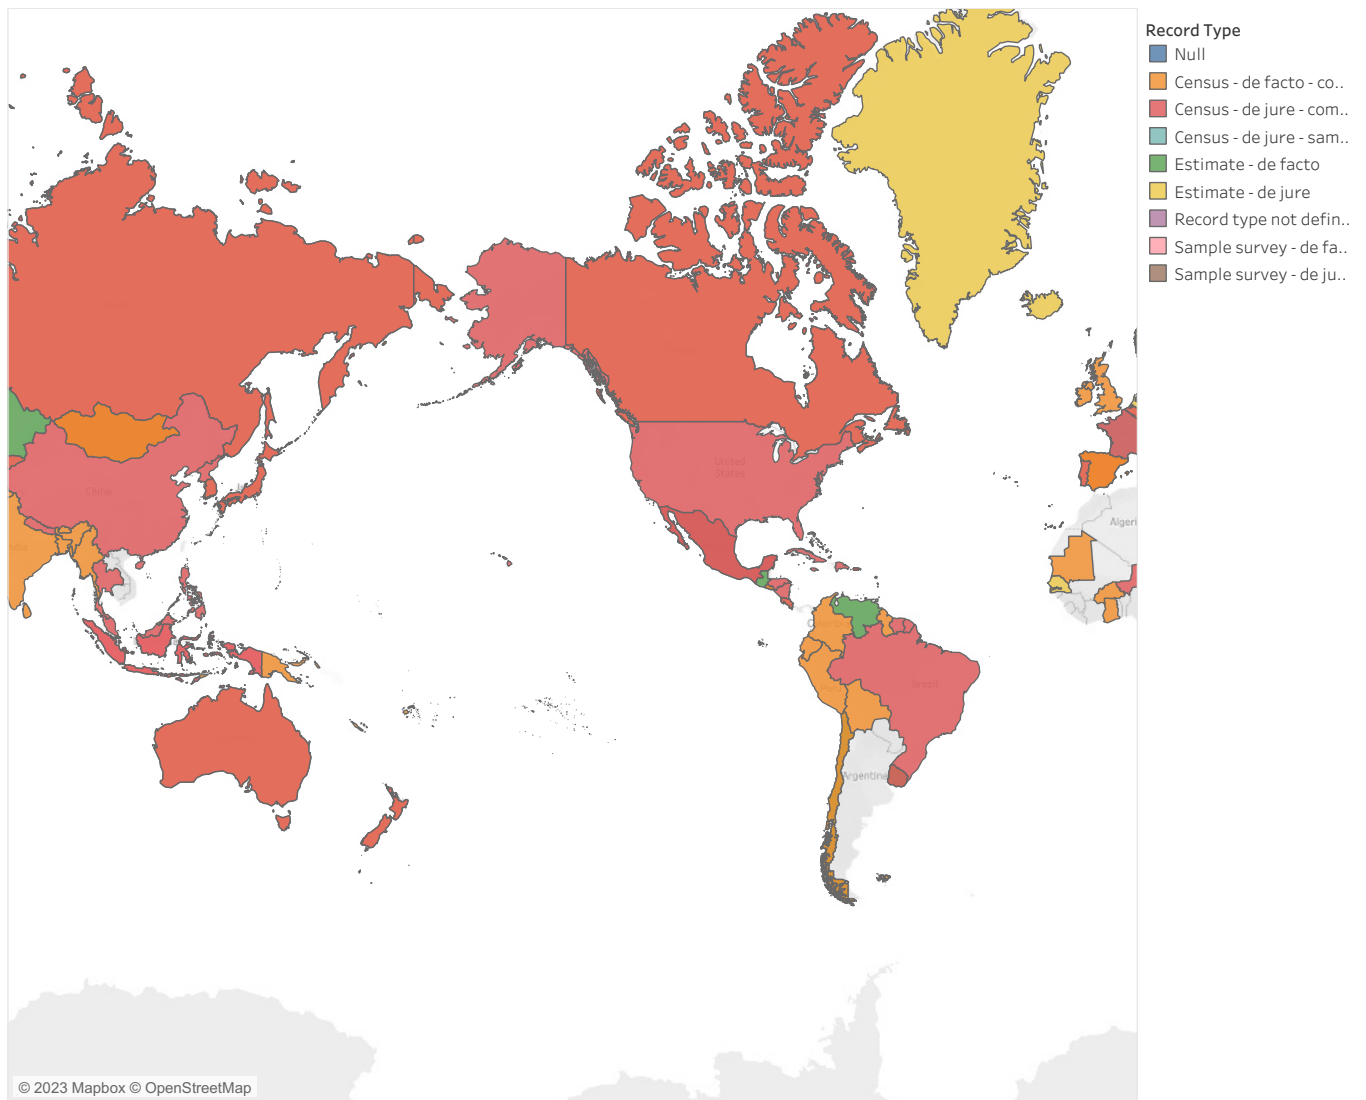 Record Type
Null
Census - de facto - co..
Census - de jure - com..
Census - de jure - sam..
Estimate - de facto
Estimate - de jure
Record type not defin..
Sample survey - de fa..
Sample survey - de ju..
United
States
China
Algeri
Brazil
Argentina
© 2023 Mapbox © OpenStreetMap